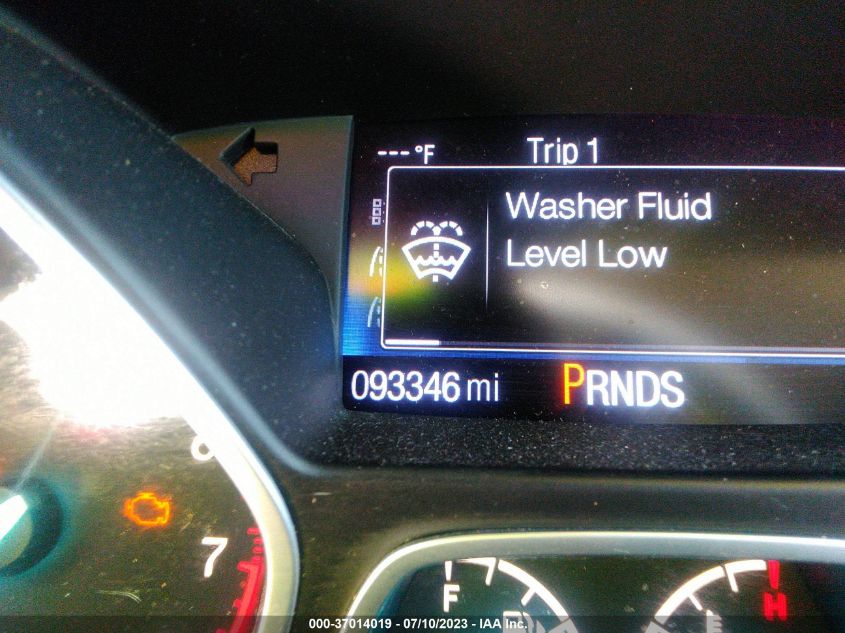 --- °F
Trip 1
Washer Fluid
Level Low
093346 mi
PRNDS
7
F
H
000-37014019 - 07/10/2023 - IAA Inc.